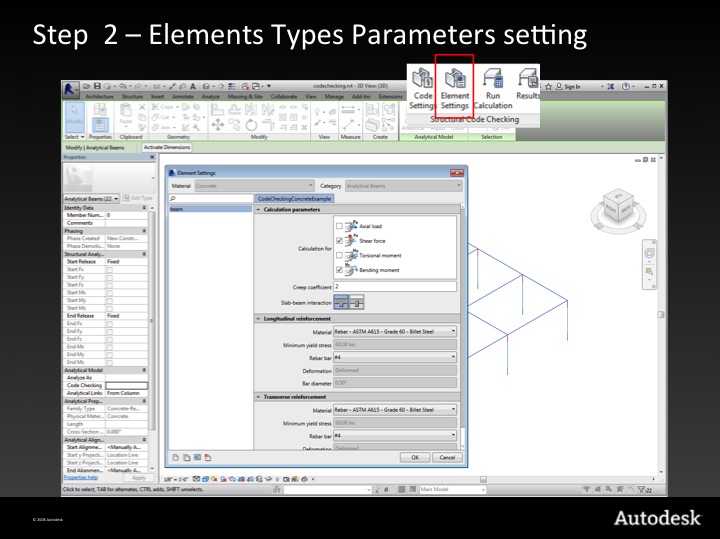 Step 2 – Elements Types Parameters setting
Code Settings
Element Settings
Run Calculation
Results
Structural Code Checking
codechecking.rvt - 3D View: {3D}
Sign In
Architecture Structure Insert Annotate Analyze Massing & Site Collaborate View Manage Add-Ins Extensions
Modify
Properties
Paste
Select Properties Clipboard Geometry Modify View Measure Create Analytical Model Selection
Modify | Analytical Beams Activate Dimensions
Properties
Analytical Beams (22 Edit Type
Identity Data
Member Num... 0
Comments
Phasing
Phase Created New Constr...
Phase Demolis... None
Structural Analy...
Start Release Fixed
Start Fx
Start Fy
Start Fz
Start Mx
Start My
Start Mz
End Release Fixed
End Fx
End Fy
End Fz
End Mx
End My
End Mz
Analytical Model
Analyze As
Code Checking
Analytical Links From Column
Analytical Prop...
Family Type Concrete-Re...
Physical Mater... Concrete
Length
Cross-Section ... 0.000°
Analytical Align...
Start Alignme... <Manually A...
Start y Projecti... Location Line
Start z Projecti... Location Line
End Alignmen... <Manually A...
Properties help Apply
Element Settings
Material Concrete Category Analytical Beams
CodeCheckingConcreteExample
beam
Calculation parameters
Calculation for
Fx Axial load
Shear force
Mx Torsional moment
Bending moment
Creep coefficient 2
Slab-beam interaction
Longitudinal reinforcement
Material Rebar - ASTM A615 - Grade 60 - Billet Steel
Minimum yield stress 60.00 ksi
Rebar bar #4
Deformation Deformed
Bar diameter 0.50"
Transverse reinforcement
Material Rebar - ASTM A615 - Grade 60 - Billet Steel
Minimum yield stress 60.00 ksi
Rebar bar #4
Deformation Deformed
OK Cancel
1/8" = 1'-0"
Click to select, TAB for alternates, CTRL adds, SHIFT unselects.
:0 Main Model :22
© 2008 Autodesk
Autodesk